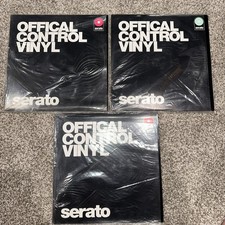 OFFICAL
CONTROL
VINYL
serato
OFFICAL
CONTROL
VINYL
serato
OFFICAL
CONTROL
VINYL
serato